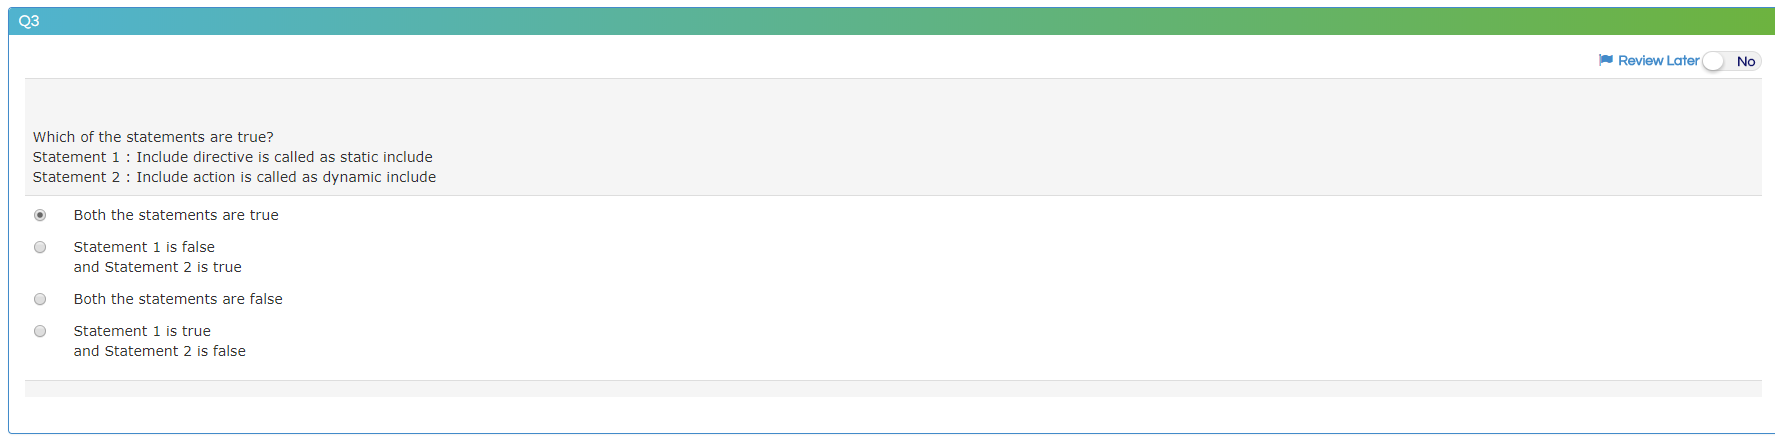 Q3
Review Later No
Which of the statements are true?
Statement 1 : Include directive is called as static include
Statement 2 : Include action is called as dynamic include
Both the statements are true
Statement 1 is false
and Statement 2 is true
Both the statements are false
Statement 1 is true
and Statement 2 is false